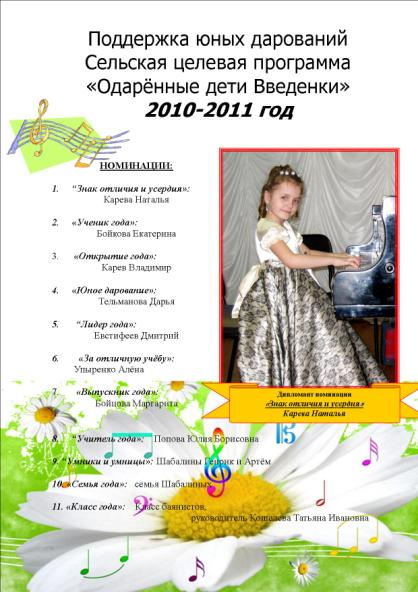 Поддержка юных дарований
Сельская целевая программа
«Одарённые дети Введенки»
2010-2011 год
НОМИНАЦИИ:
1. “Знак отличия и усердия»:
Карева Наталья
2. «Ученик года»:
Бойкова Екатерина
3. «Открытие года»:
Карев Владимир
4. «Юное дарование»:
Тельманова Дарья
5. “Лидер года»:
Евстифеев Дмитрий
6. «За отличную учёбу»:
Упыренко Алёна
7. «Выпускник года»:
Бойцова Маргарита
8. “Учитель года»: Попова Юлия Борисовна
9. “Умники и умницы»: Шабалины Генрик и Артём
10. «Семья года»: семья Шабалиных
11. «Класс года»: Класс баянистов,
руководитель Кошелева Татьяна Ивановна
Дипломант номинации
«Знак отличия и усердия»
Карева Наталья